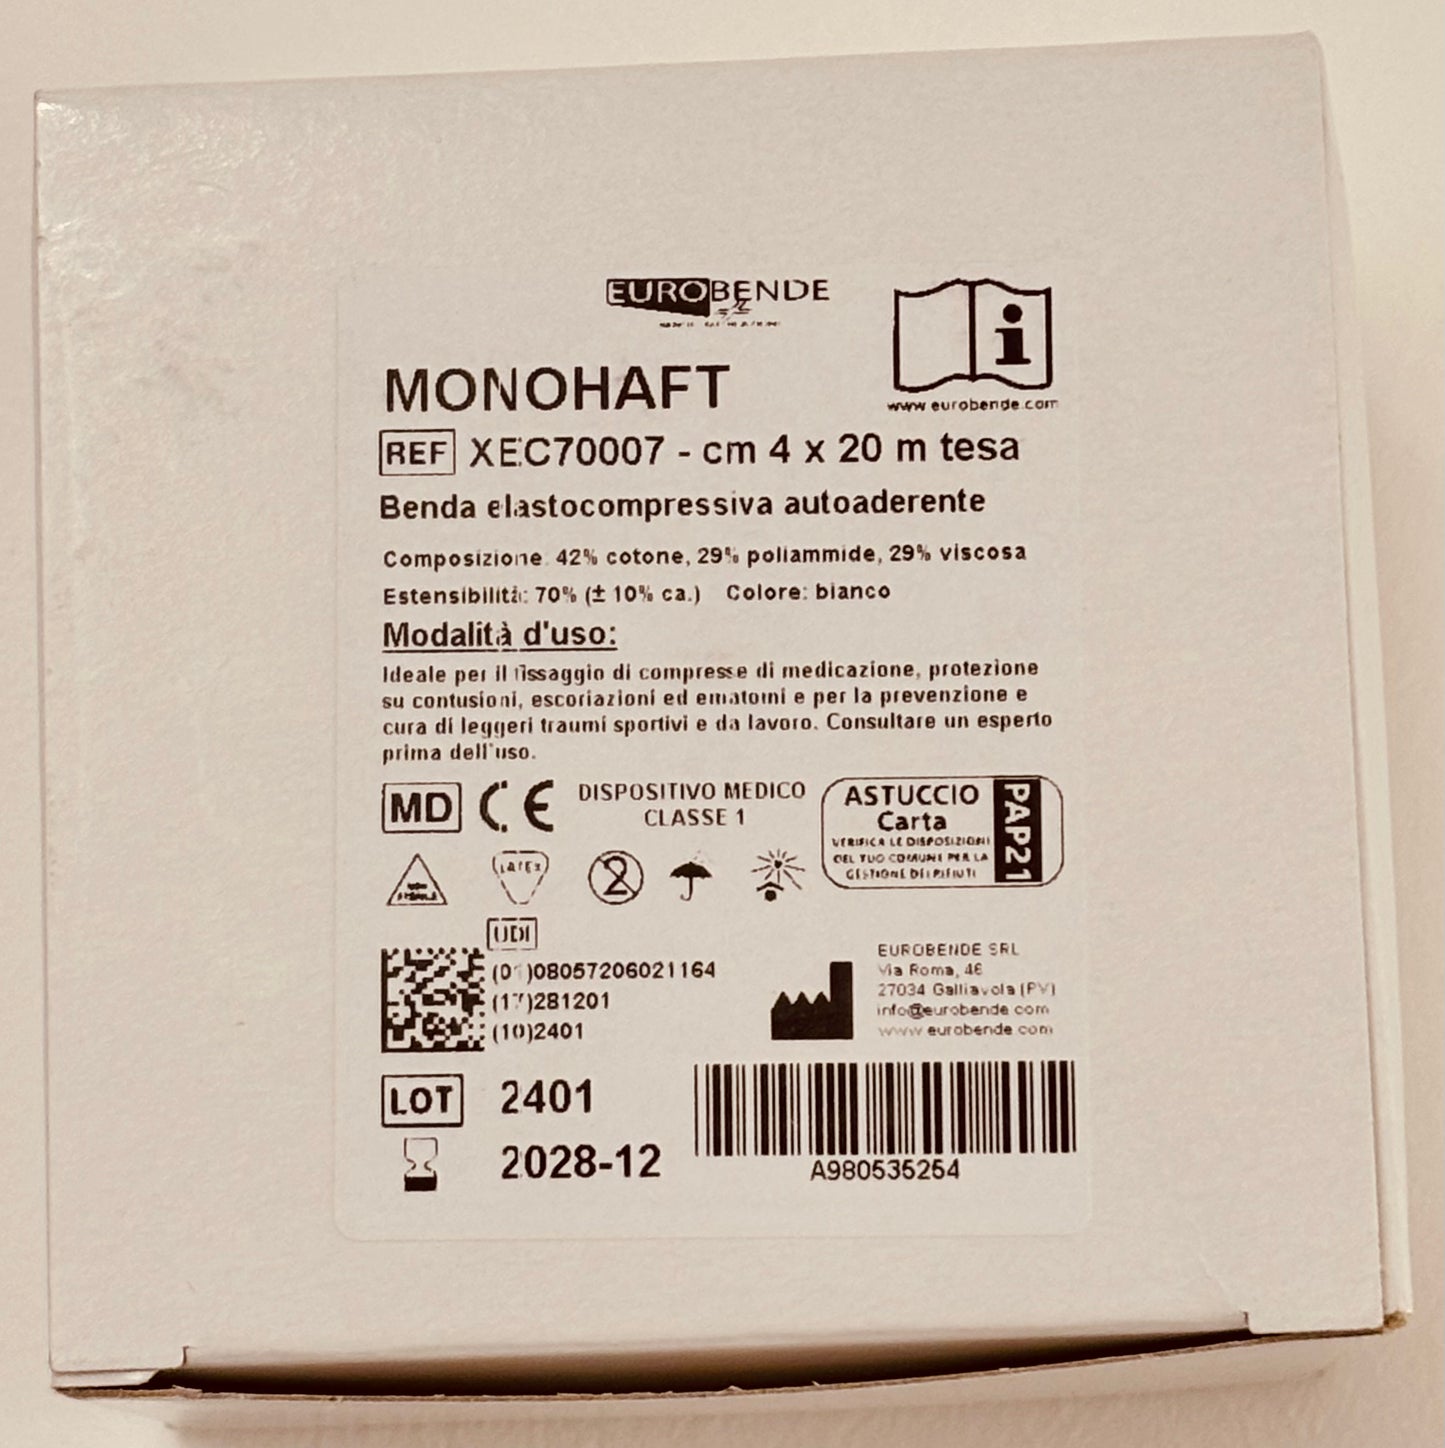 EUROBENDE
MONOHAFT
www.eurobende.com
REF XEC70007 - cm 4 x 20 m tesa
Benda elastocompressiva autoaderente
Composizione: 42% cotone, 29% poliammide, 29% viscosa
Estensibilità: 70% (± 10% ca.) Colore: bianco
Modalità d'uso:
Ideale per il fissaggio di compresse di medicazione, protezione
su contusioni, escoriazioni ed ematomi e per la prevenzione e
cura di leggeri traumi sportivi e da lavoro. Consultare un esperto
prima dell'uso.
MD CE DISPOSITIVO MEDICO
CLASSE 1
ASTUCCIO
Carta
VERIFICA LE DISPOSIZIONI
DEL TUO COMUNE PER LA
GESTIONE DEI RIFIUTI
PAP21
NON
STERILE
LATEX
2
UDI
(01)08057206021164
(17)281201
(10)2401
EUROBENDE SRL
Via Roma, 46
27034 Galliavola (PV)
info@eurobende.com
www.eurobende.com
LOT 2401
2028-12
A980535254